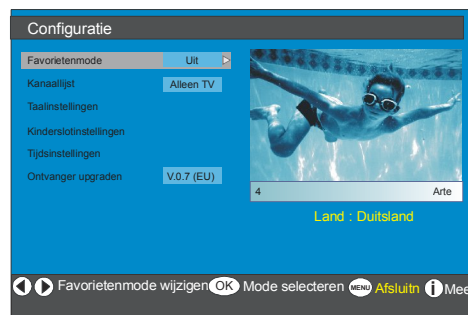 Configuratie
Favorietenmode Uit
Kanaallijst Alleen TV
Taalinstellingen
Kinderslotinstellingen
Tijdsinstellingen
Ontvanger upgraden V.0.7 (EU)
4 Arte
Land : Duitsland
Favorietenmode wijzigen OK Mode selecteren MENU Afsluitn i Mee